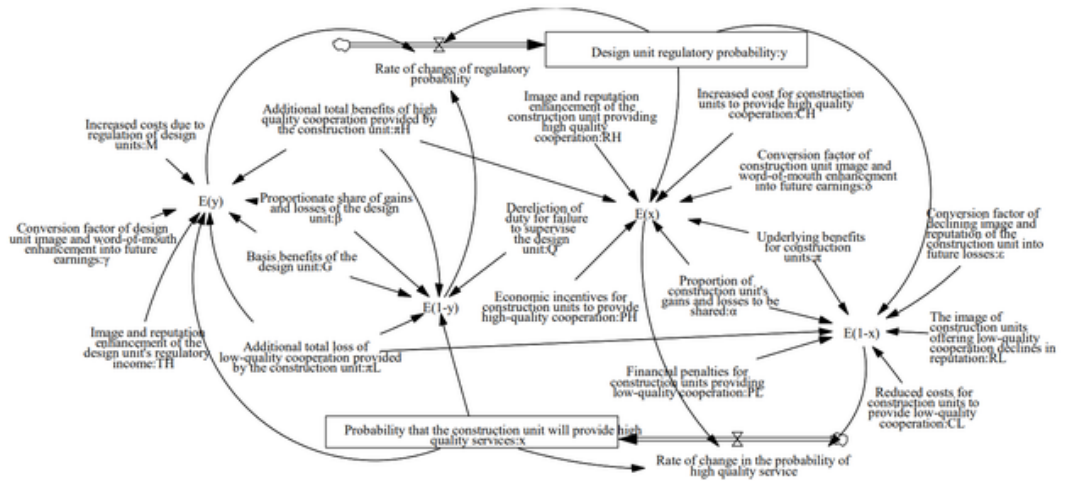 Design unit regulatory probability:y
Rate of change of regulatory
probability
Increased costs due to
regulation of design
units:M
Additional total benefits of high
quality cooperation provided by
the construction unit:πH
Image and reputation
enhancement of the
construction unit providing
high quality
cooperation:RH
Increased cost for construction
units to provide high quality
cooperation:CH
Conversion factor of
construction unit image and
word-of-mouth enhancement
into future earnings:δ
E(y)
Proportionate share of gains
and losses of the design
unit:β
Dereliction of
duty for failure
to supervise
the design
unit:Q
E(x)
Conversion factor of design
unit image and word-of-mouth
enhancement into future
earnings:γ
Basis benefits of the
design unit:G
Underlying benefits
for construction
units:π
Conversion factor of
declining image and
reputation of the
construction unit into
future losses:ε
E(1-y)
Economic incentives for
construction units to provide
high-quality cooperation:PH
Proportion of
construction unit's
gains and losses to be
shared:α
E(1-x)
Image and reputation
enhancement of the
design unit's regulatory
income:TH
Additional total loss of
low-quality cooperation provided
by the construction unit:πL
The image of
construction units
offering low-quality
cooperation declines in
reputation:RL
Financial penalties for
construction units providing
low-quality cooperation:PL
Reduced costs for
construction units to
provide low-quality
cooperation:CL
Probability that the construction unit will provide high
quality services:x
Rate of change in the probability of
high quality service